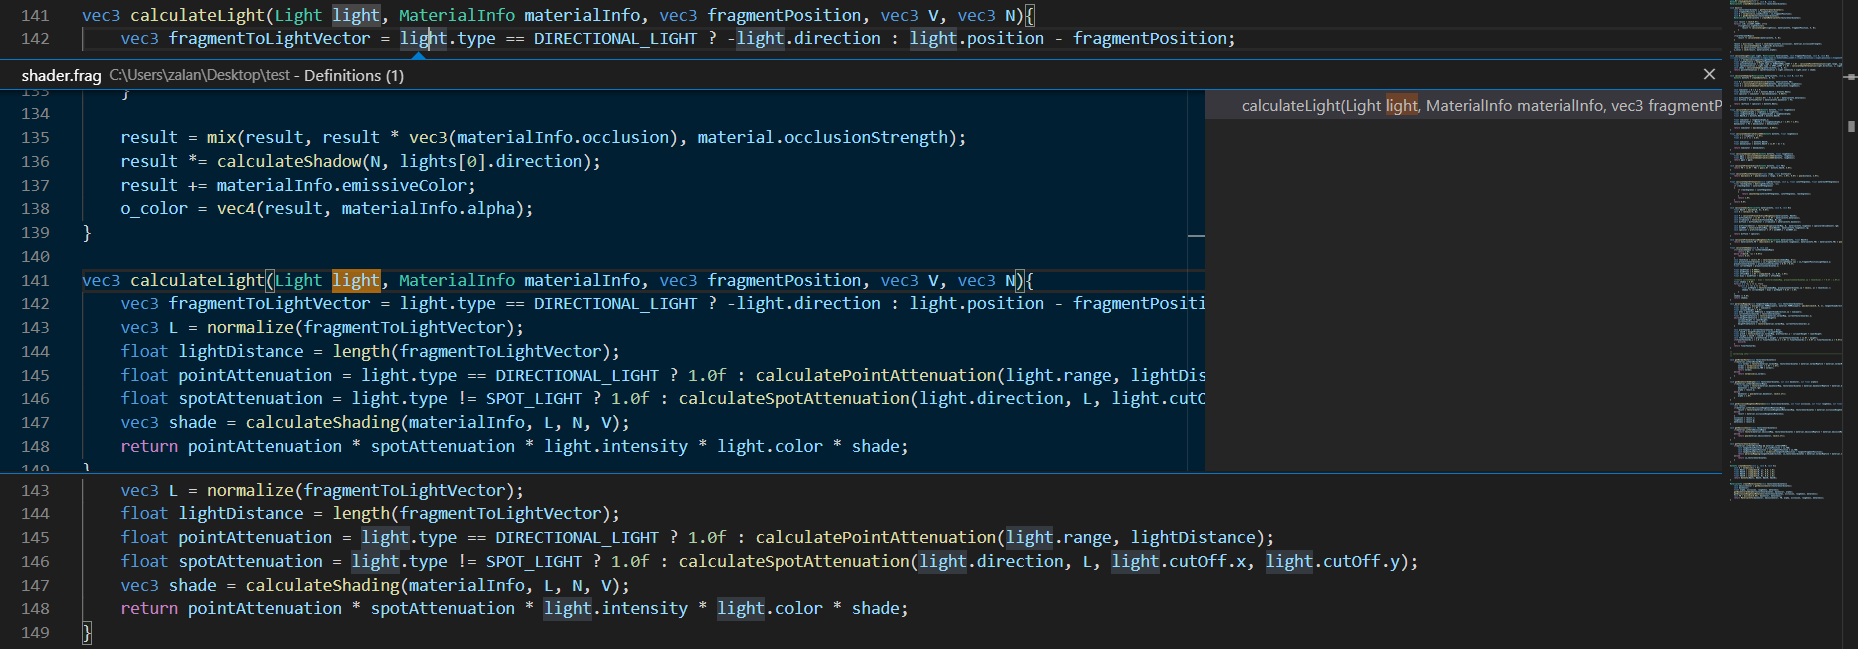 141 vec3 calculateLight(Light light, MaterialInfo materialInfo, vec3 fragmentPosition, vec3 V, vec3 N){
142 vec3 fragmentToLightVector = light.type == DIRECTIONAL_LIGHT ? -light.direction : light.position - fragmentPosition;
shader.frag C:\Users\zalan\Desktop\test - Definitions (1)
133 }
134
135 result = mix(result, result * vec3(materialInfo.occlusion), material.occlusionStrength);
136 result *= calculateShadow(N, lights[0].direction);
137 result += materialInfo.emissiveColor;
138 o_color = vec4(result, materialInfo.alpha);
139 }
140
141 vec3 calculateLight(Light light, MaterialInfo materialInfo, vec3 fragmentPosition, vec3 V, vec3 N){
142 vec3 fragmentToLightVector = light.type == DIRECTIONAL_LIGHT ? -light.direction : light.position - fragmentPositi
143 vec3 L = normalize(fragmentToLightVector);
144 float lightDistance = length(fragmentToLightVector);
145 float pointAttenuation = light.type == DIRECTIONAL_LIGHT ? 1.0f : calculatePointAttenuation(light.range, lightDis
146 float spotAttenuation = light.type != SPOT_LIGHT ? 1.0f : calculateSpotAttenuation(light.direction, L, light.cutO
147 vec3 shade = calculateShading(materialInfo, L, N, V);
148 return pointAttenuation * spotAttenuation * light.intensity * light.color * shade;
149 }
calculateLight(Light light, MaterialInfo materialInfo, vec3 fragmentP
143 vec3 L = normalize(fragmentToLightVector);
144 float lightDistance = length(fragmentToLightVector);
145 float pointAttenuation = light.type == DIRECTIONAL_LIGHT ? 1.0f : calculatePointAttenuation(light.range, lightDistance);
146 float spotAttenuation = light.type != SPOT_LIGHT ? 1.0f : calculateSpotAttenuation(light.direction, L, light.cutOff.x, light.cutOff.y);
147 vec3 shade = calculateShading(materialInfo, L, N, V);
148 return pointAttenuation * spotAttenuation * light.intensity * light.color * shade;
149 }